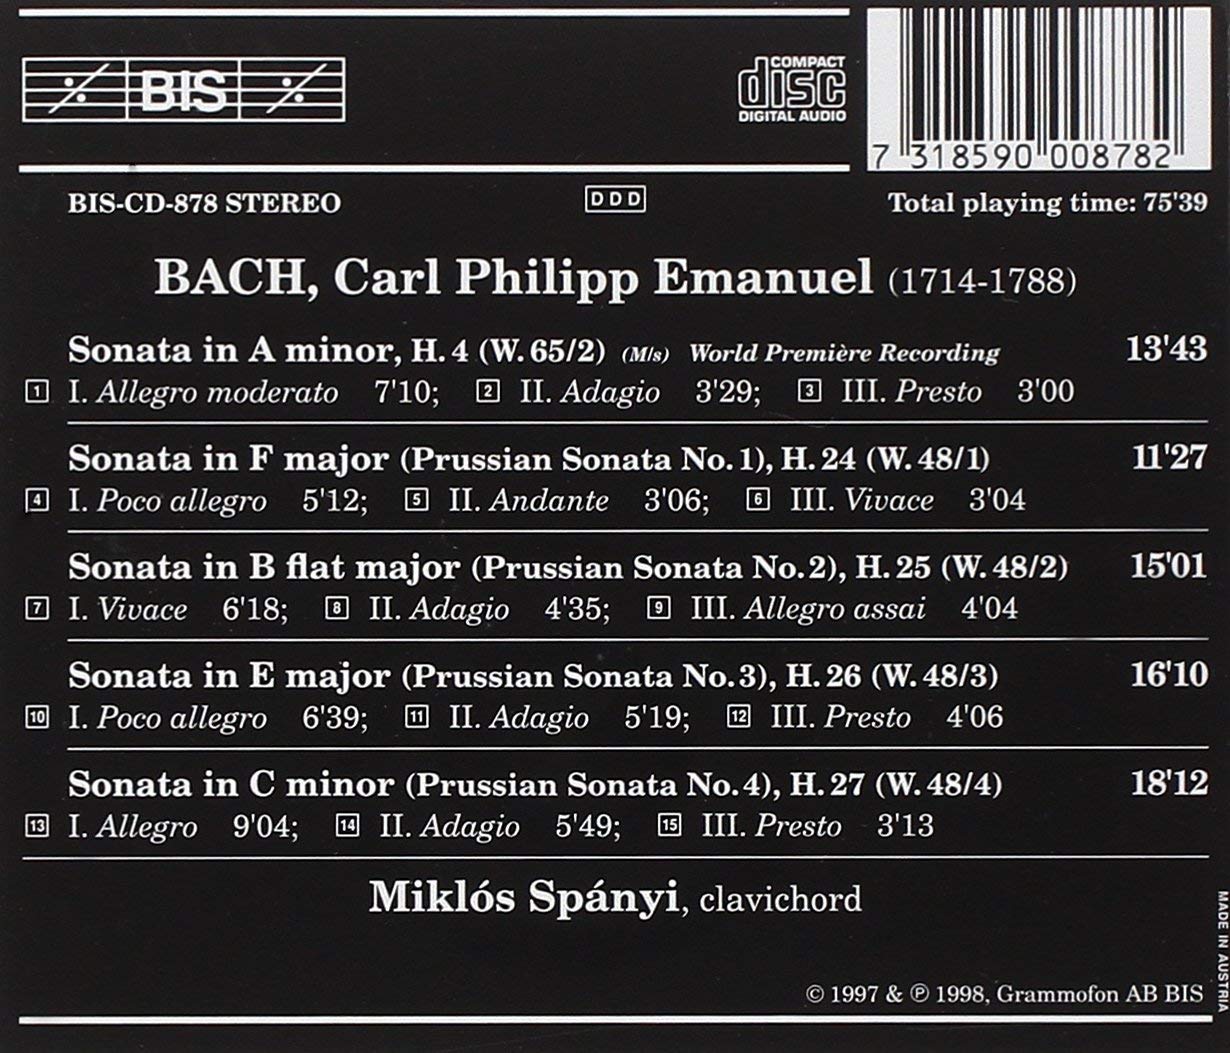 BIS
COMPACT
disc
DIGITAL AUDIO
7 318590 008782
BIS-CD-878 STEREO DDD Total playing time: 75'39
BACH, Carl Philipp Emanuel (1714-1788)
Sonata in A minor, H. 4 (W. 65/2) (M/s) World Première Recording 13'43
1 I. Allegro moderato 7'10; 2 II. Adagio 3'29; 3 III. Presto 3'00
Sonata in F major (Prussian Sonata No. 1), H. 24 (W. 48/1) 11'27
4 I. Poco allegro 5'12; 5 II. Andante 3'06; 6 III. Vivace 3'04
Sonata in B flat major (Prussian Sonata No. 2), H. 25 (W. 48/2) 15'01
7 I. Vivace 6'18; 8 II. Adagio 4'35; 9 III. Allegro assai 4'04
Sonata in E major (Prussian Sonata No. 3), H. 26 (W. 48/3) 16'10
10 I. Poco allegro 6'39; 11 II. Adagio 5'19; 12 III. Presto 4'06
Sonata in C minor (Prussian Sonata No. 4), H. 27 (W. 48/4) 18'12
13 I. Allegro 9'04; 14 II. Adagio 5'49; 15 III. Presto 3'13
Miklós Spányi, clavichord
MADE IN AUSTRIA
© 1997 & ℗ 1998, Grammofon AB BIS